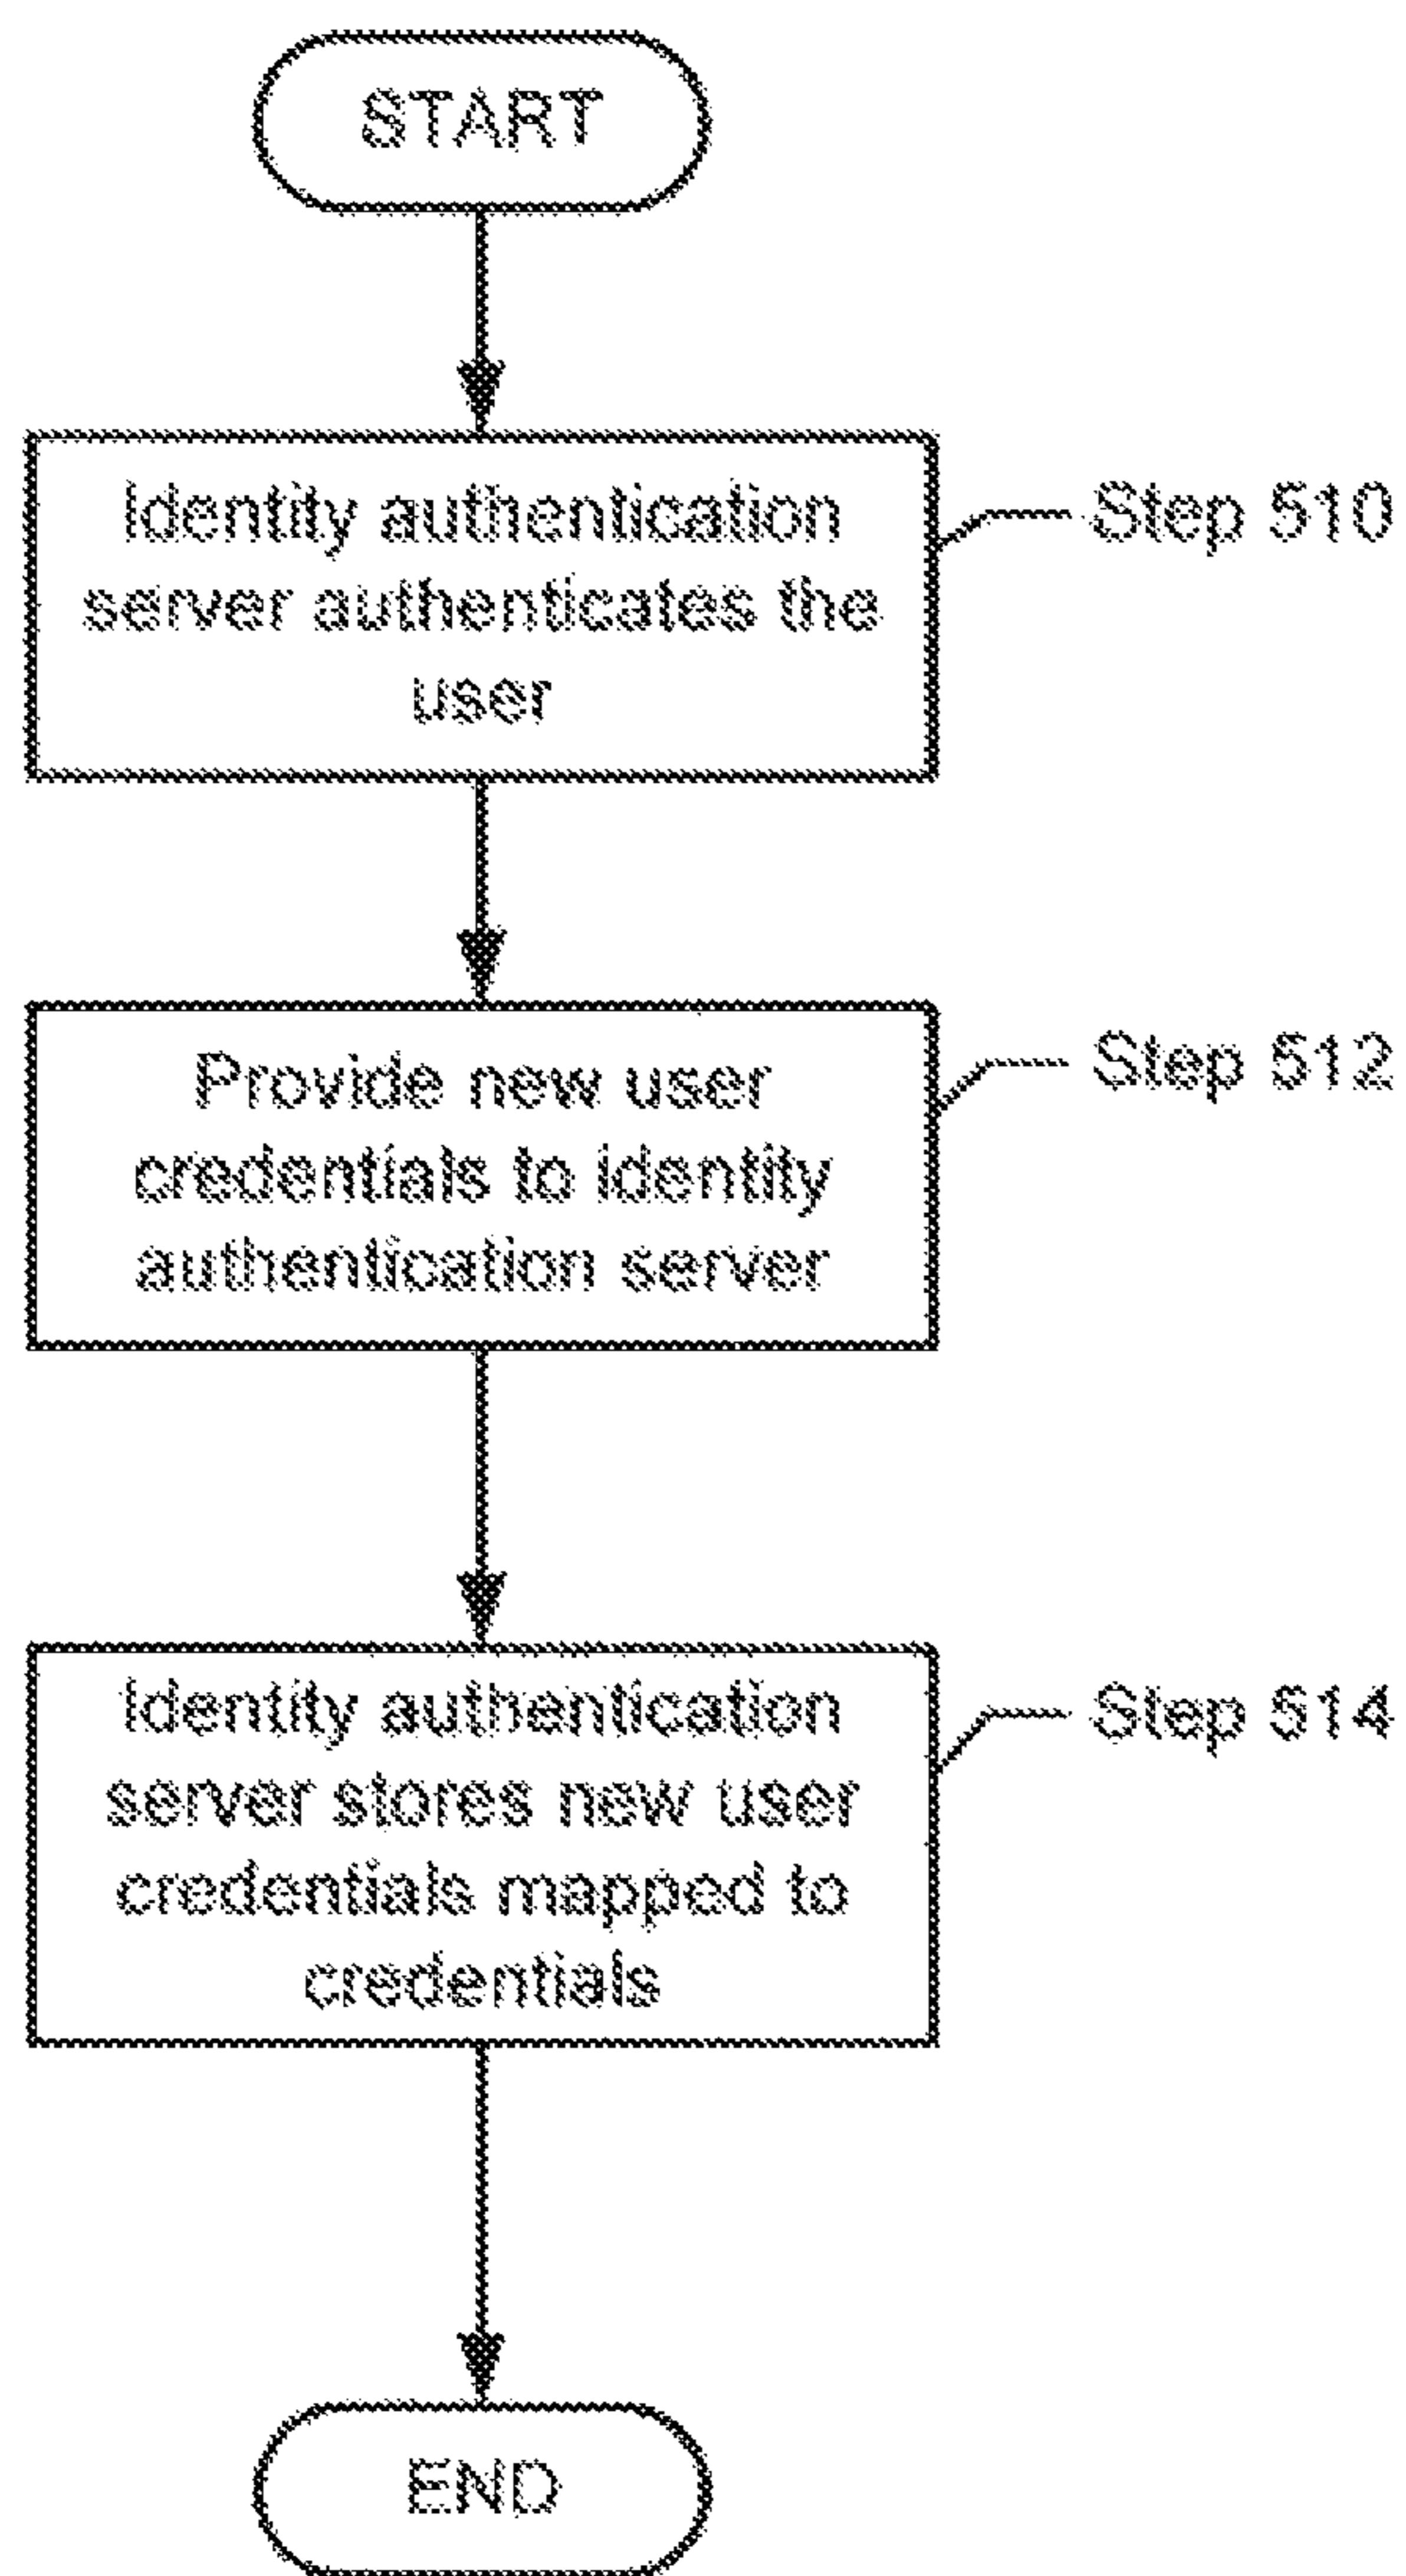 START
Identity authentication
server authenticates the
user
Step 510
Provide new user
credentials to identity
authentication server
Step 512
Identity authentication
server stores new user
credentials mapped to
credentials
Step 514
END